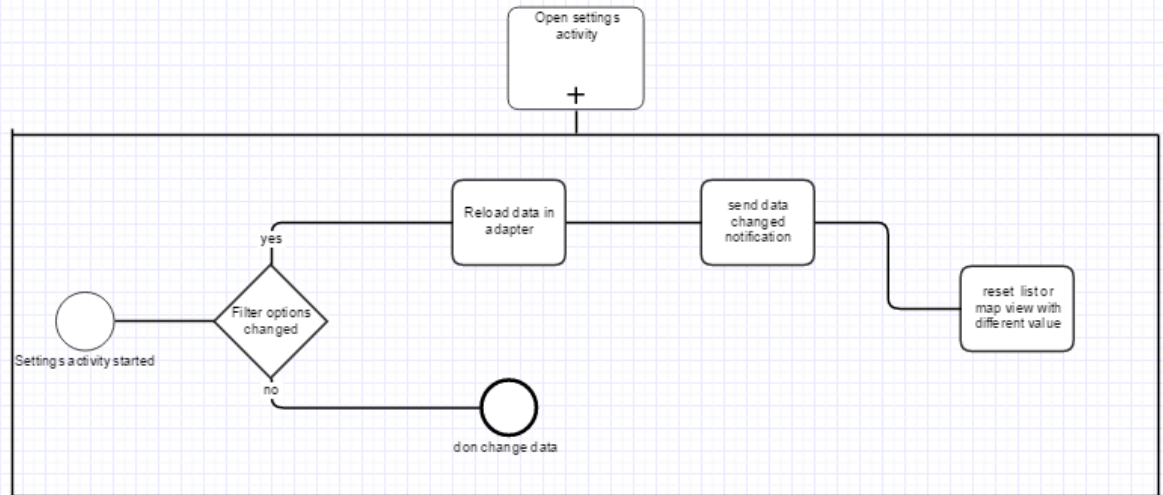 Open settings
activity
Reload data in
adapter
send data
changed
notification
yes
reset list or
map view with
different value
Filter options
changed
Settings activity started
no
don change data